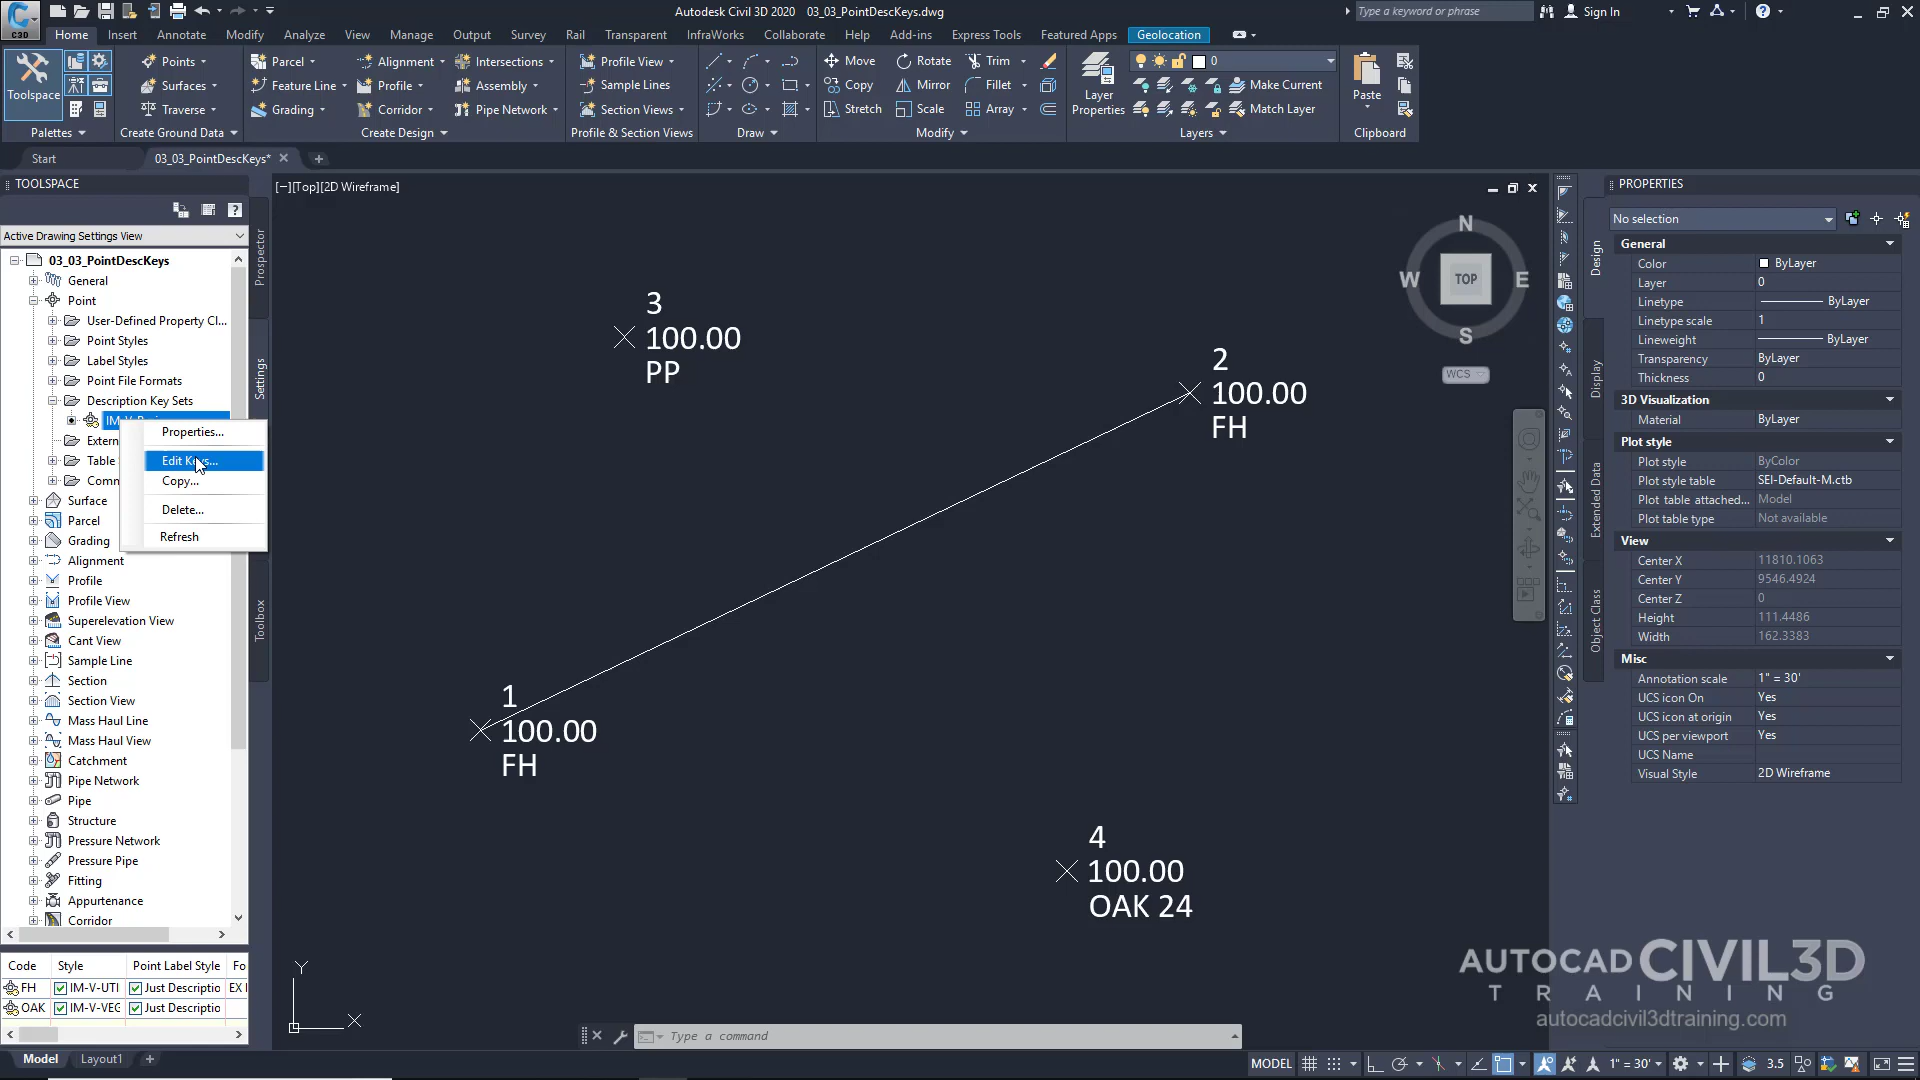 Autodesk Civil 3D 2020 03_03_PointDescKeys.dwg
Type a keyword or phrase
Sign In
C3D
Home Insert Annotate Modify Analyze View Manage Output Survey Rail Transparent InfraWorks Collaborate Help Add-ins Express Tools Featured Apps Geolocation
Toolspace
Points
Surfaces
Traverse
Parcel
Feature Line
Grading
Alignment
Profile
Corridor
Intersections
Assembly
Pipe Network
Profile View
Sample Lines
Section Views
Move
Copy
Stretch
Rotate
Mirror
Scale
Trim
Fillet
Array
Layer
Properties
0
Make Current
Match Layer
Paste
Palettes
Create Ground Data
Create Design
Profile & Section Views
Draw
Modify
Layers
Clipboard
Start
03_03_PointDescKeys*
TOOLSPACE
Active Drawing Settings View
03_03_PointDescKeys
General
Point
User-Defined Property Cl...
Point Styles
Label Styles
Point File Formats
Description Key Sets
Extern
Table
Comm
Surface
Parcel
Grading
Alignment
Profile
Profile View
Superelevation View
Cant View
Sample Line
Section
Section View
Mass Haul Line
Mass Haul View
Catchment
Pipe Network
Pipe
Structure
Pressure Network
Pressure Pipe
Fitting
Appurtenance
Corridor
Properties...
Edit Keys...
Copy...
Delete...
Refresh
Prospector
Settings
Toolbox
Code Style Point Label Style Fo
FH IM-V-UTI Just Descriptio EX I
OAK IM-V-VEG Just Descriptio
[−][Top][2D Wireframe]
3
100.00
PP
2
100.00
FH
1
100.00
FH
4
100.00
OAK 24
N
W TOP E
S
WCS
Y
X
Type a command
PROPERTIES
No selection
General
Color ByLayer
Layer 0
Linetype ByLayer
Linetype scale 1
Lineweight ByLayer
Transparency ByLayer
Thickness 0
3D Visualization
Material ByLayer
Plot style
Plot style ByColor
Plot style table SEI-Default-M.ctb
Plot table attached... Model
Plot table type Not available
View
Center X 11810.1063
Center Y 9546.4924
Center Z 0
Height 111.4486
Width 162.3383
Misc
Annotation scale 1" = 30'
UCS icon On Yes
UCS icon at origin Yes
UCS per viewport Yes
UCS Name
Visual Style 2D Wireframe
Design
Display
Extended Data
Object Class
AUTOCAD CIVIL3D
TRAINING
autocadcivil3dtraining.com
Model Layout1
MODEL
1" = 30'
3.5